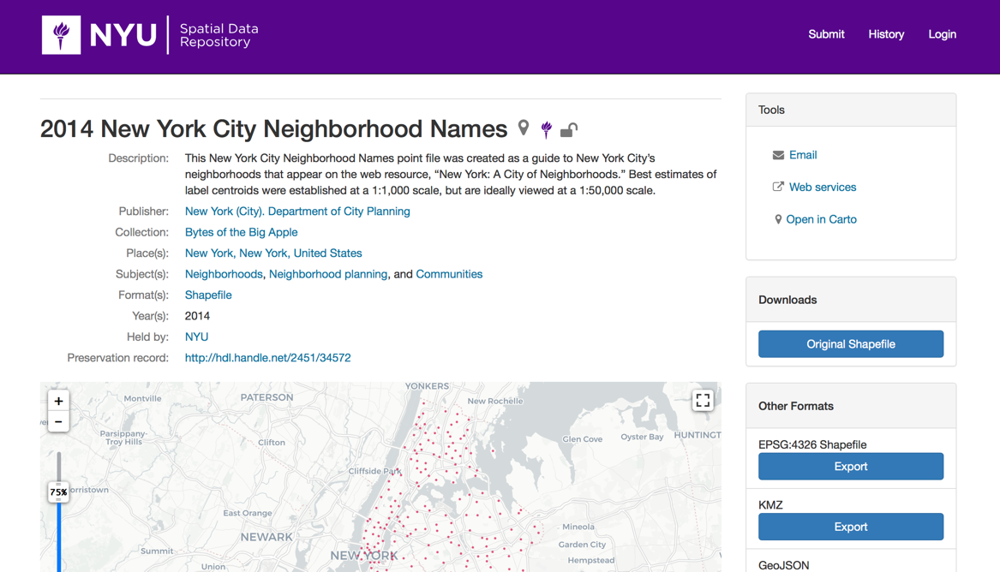 NYU
Spatial Data
Repository
Submit
History
Login
2014 New York City Neighborhood Names
Description:
This New York City Neighborhood Names point file was created as a guide to New York City’s
neighborhoods that appear on the web resource, “New York: A City of Neighborhoods.” Best estimates of
label centroids were established at a 1:1,000 scale, but are ideally viewed at a 1:50,000 scale.
Publisher:
New York (City). Department of City Planning
Collection:
Bytes of the Big Apple
Place(s):
New York, New York, United States
Subject(s):
Neighborhoods, Neighborhood planning, and Communities
Format(s):
Shapefile
Year(s):
2014
Held by:
NYU
Preservation record:
http://hdl.handle.net/2451/34572
+
−
75%
YONKERS
Montville
PATERSON
New Rochelle
Parsippany-
Troy Hills
Clifton
Glen Cove
Oyster Bay
HUNTINGT
Cliffside Park
orristown
East Orange
NEWARK
Mineola
Garden City
Summit
NEW YORK
Hempstead
Union
Tools
Email
Web services
Open in Carto
Downloads
Original Shapefile
Other Formats
EPSG:4326 Shapefile
Export
KMZ
Export
GeoJSON